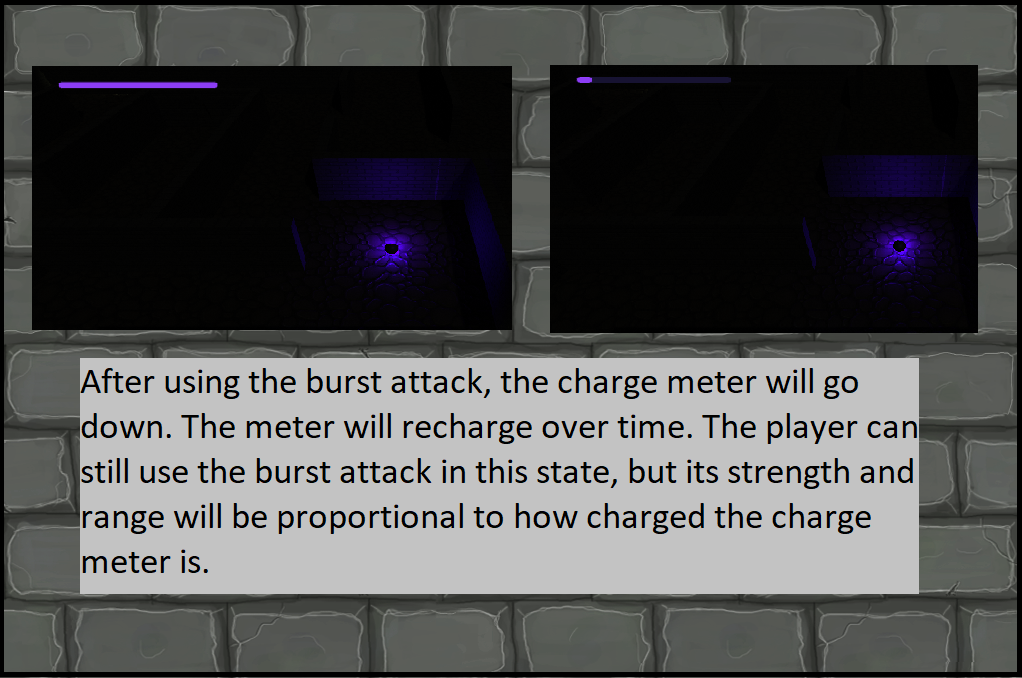 After using the burst attack, the charge meter will go
down. The meter will recharge over time. The player can
still use the burst attack in this state, but its strength and
range will be proportional to how charged the charge
meter is.